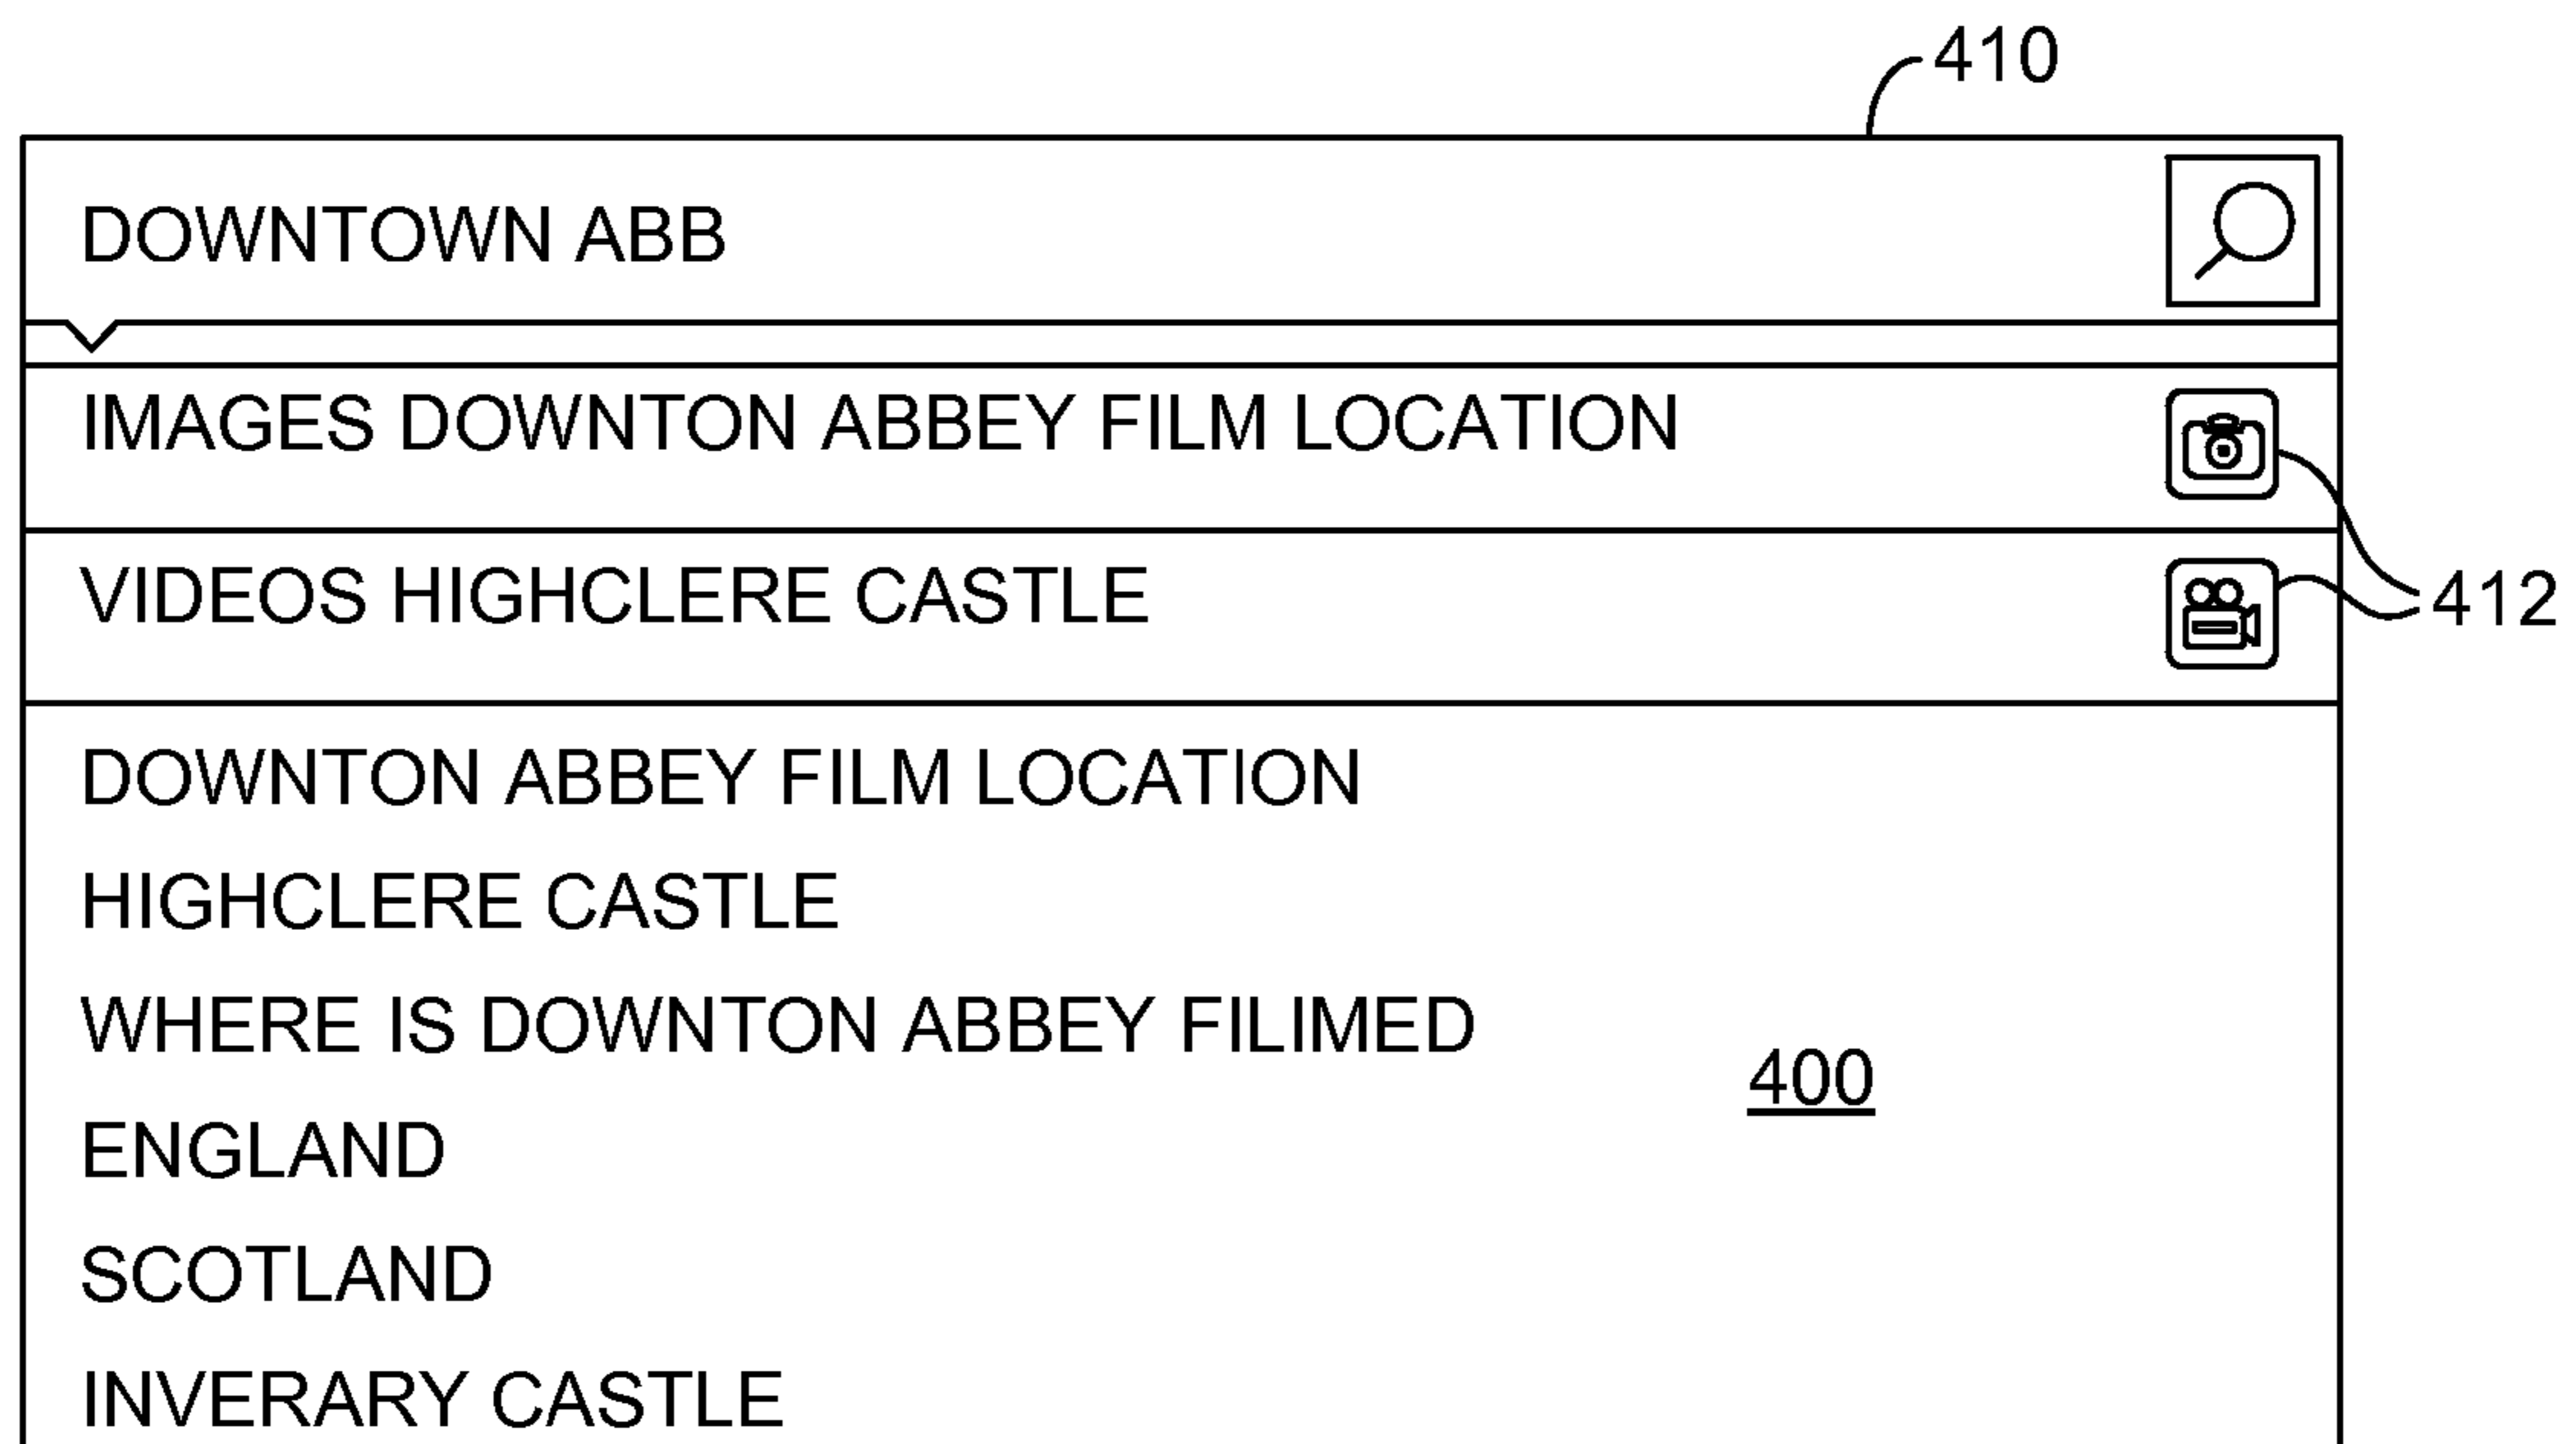 410
DOWNTOWN ABB
IMAGES DOWNTON ABBEY FILM LOCATION
VIDEOS HIGHCLERE CASTLE
412
DOWNTON ABBEY FILM LOCATION
HIGHCLERE CASTLE
WHERE IS DOWNTON ABBEY FILIMED
400
ENGLAND
SCOTLAND
INVERARY CASTLE